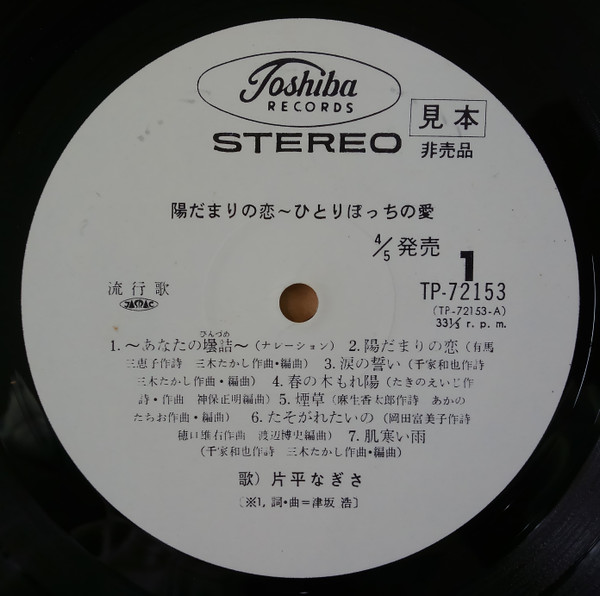 Toshiba
RECORDS
STEREO
見本
非売品
陽だまりの恋～ひとりぼっちの愛
4/5 発売
1
流行歌
JASRAC
TP-72153
(TP-72153-A)
33⅓ r. p. m.
びんづめ
1.～あなたの壜詰～(ナレーション) 2.陽だまりの恋(有馬
三恵子作詩 三木たかし作曲・編曲) 3.涙の誓い(千家和也作詩
三木たかし作曲・編曲) 4.春の木もれ陽(たきのえいじ作
詩・作曲 神保正明編曲) 5.煙草(麻生香太郎作詩 あかの
たちお作曲・編曲) 6.たそがれたいの(岡田富美子作詩
樋口雄右作曲 渡辺博史編曲) 7.肌寒い雨
(千家和也作詩 三木たかし作曲・編曲)
歌) 片平なぎさ
〔※1, 詞・曲=津坂 浩〕